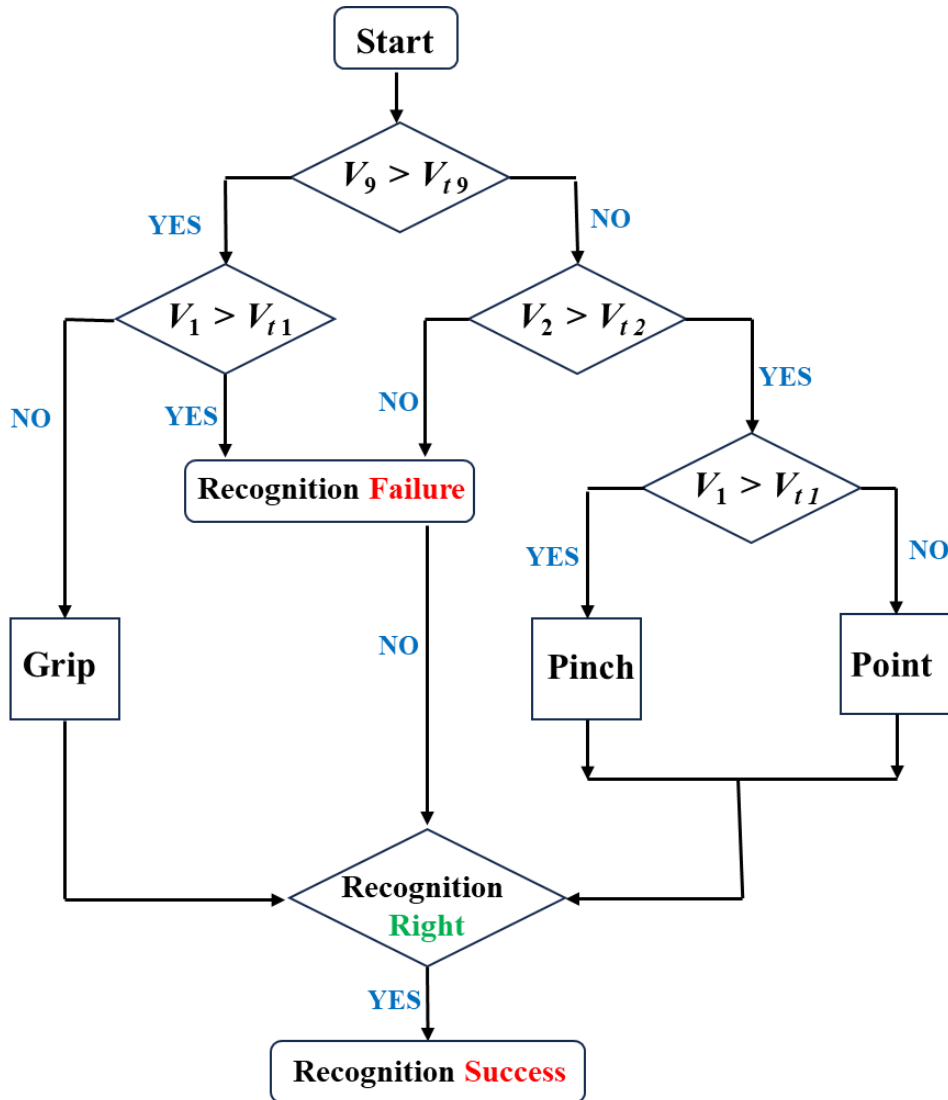 Start
V9 > Vt9
YES
NO
V1 > Vt1
V2 > Vt2
NO
YES
NO
YES
Recognition Failure
V1 > Vt1
YES
NO
NO
Grip
Pinch
Point
Recognition
Right
YES
Recognition Success